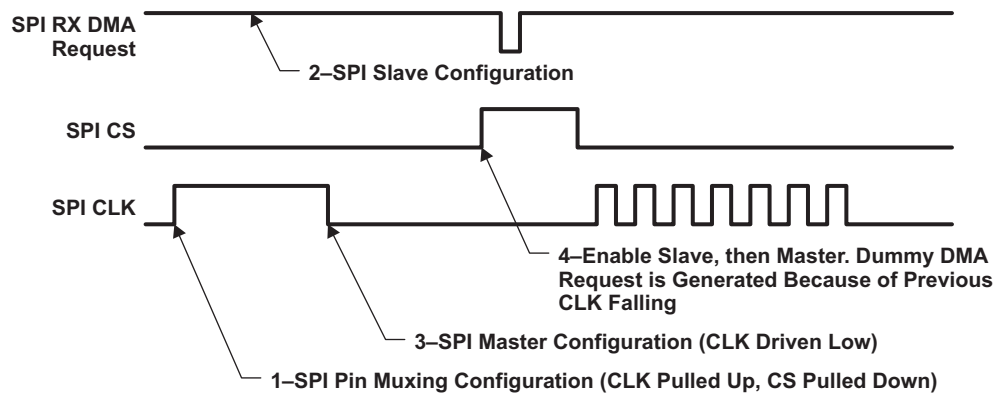 SPI RX DMA
Request
2–SPI Slave Configuration
SPI CS
SPI CLK
4–Enable Slave, then Master. Dummy DMA
Request is Generated Because of Previous
CLK Falling
3–SPI Master Configuration (CLK Driven Low)
1–SPI Pin Muxing Configuration (CLK Pulled Up, CS Pulled Down)